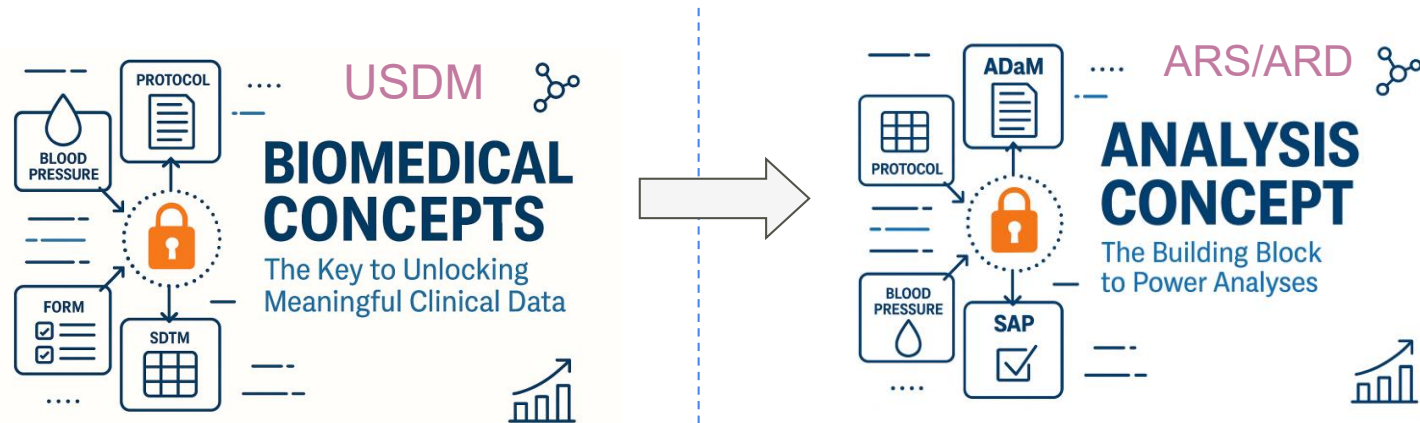 USDM
PROTOCOL
BLOOD
PRESSURE
BIOMEDICAL
CONCEPTS
The Key to Unlocking
Meaningful Clinical Data
FORM
SDTM
ARS/ARD
ADaM
PROTOCOL
ANALYSIS
CONCEPT
The Building Block
to Power Analyses
BLOOD
PRESSURE
SAP